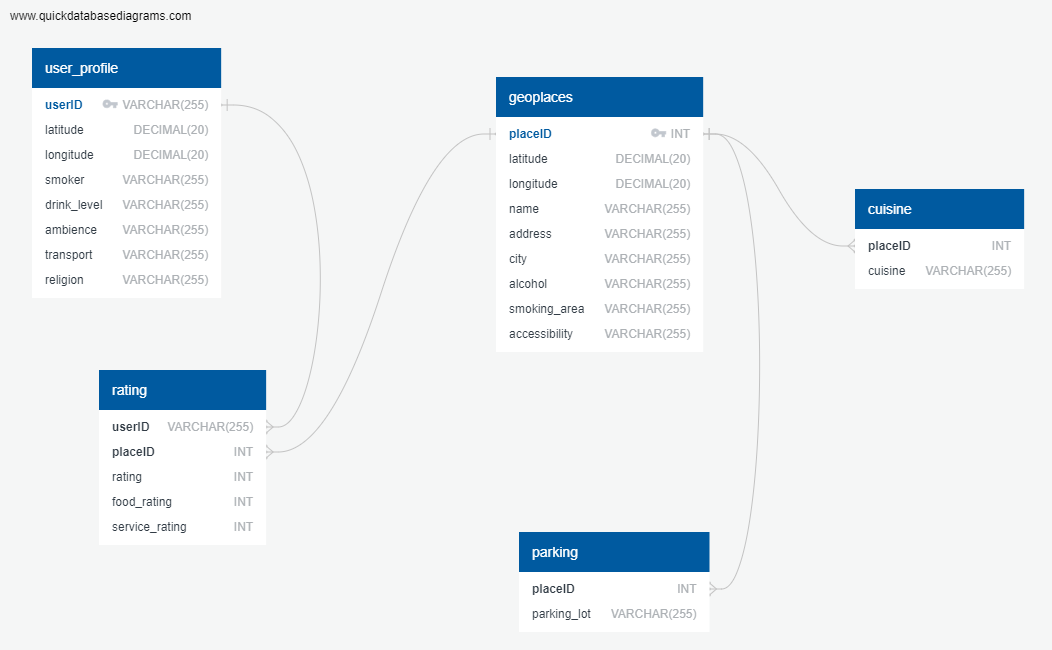 www.quickdatabasediagrams.com
user_profile
userID VARCHAR(255)
latitude DECIMAL(20)
longitude DECIMAL(20)
smoker VARCHAR(255)
drink_level VARCHAR(255)
ambience VARCHAR(255)
transport VARCHAR(255)
religion VARCHAR(255)
geoplaces
placeID INT
latitude DECIMAL(20)
longitude DECIMAL(20)
name VARCHAR(255)
address VARCHAR(255)
city VARCHAR(255)
alcohol VARCHAR(255)
smoking_area VARCHAR(255)
accessibility VARCHAR(255)
cuisine
placeID INT
cuisine VARCHAR(255)
rating
userID VARCHAR(255)
placeID INT
rating INT
food_rating INT
service_rating INT
parking
placeID INT
parking_lot VARCHAR(255)